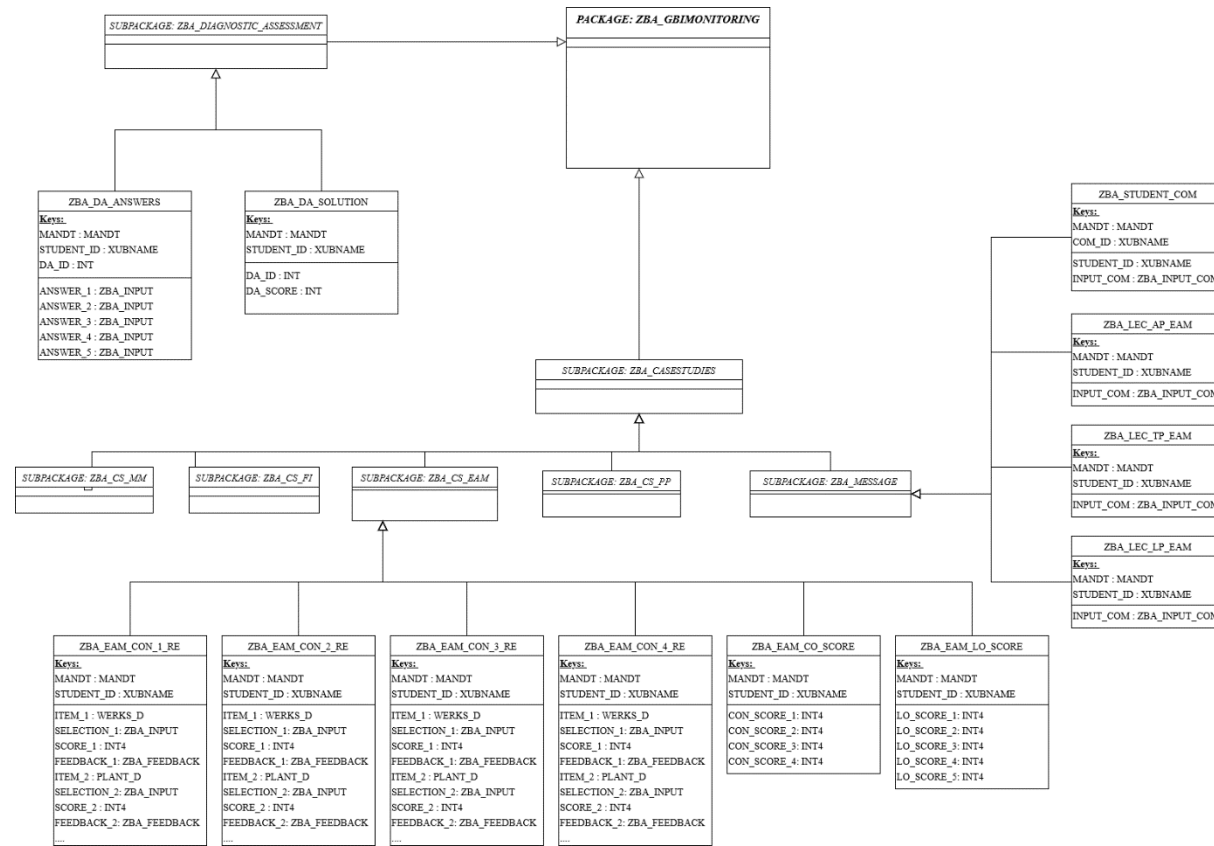 SUBPACKAGE: ZBA_DIAGNOSTIC_ASSESSMENT
PACKAGE: ZBA_GBIMONITORING
ZBA_DA_ANSWERS
Keys:
MANDT : MANDT
STUDENT_ID : XUBNAME
DA_ID : INT
ANSWER_1 : ZBA_INPUT
ANSWER_2 : ZBA_INPUT
ANSWER_3 : ZBA_INPUT
ANSWER_4 : ZBA_INPUT
ANSWER_5 : ZBA_INPUT
ZBA_DA_SOLUTION
Keys:
MANDT : MANDT
STUDENT_ID : XUBNAME
DA_ID : INT
DA_SCORE : INT
ZBA_STUDENT_COM
Keys:
MANDT : MANDT
COM_ID : XUBNAME
STUDENT_ID : XUBNAME
INPUT_COM : ZBA_INPUT_COM
ZBA_LEC_AP_EAM
Keys:
MANDT : MANDT
STUDENT_ID : XUBNAME
INPUT_COM : ZBA_INPUT_COM
ZBA_LEC_TP_EAM
Keys:
MANDT : MANDT
STUDENT_ID : XUBNAME
INPUT_COM : ZBA_INPUT_COM
ZBA_LEC_LP_EAM
Keys:
MANDT : MANDT
STUDENT_ID : XUBNAME
INPUT_COM : ZBA_INPUT_COM
SUBPACKAGE: ZBA_CASESTUDIES
SUBPACKAGE: ZBA_CS_MM
SUBPACKAGE: ZBA_CS_FI
SUBPACKAGE: ZBA_CS_EAM
SUBPACKAGE: ZBA_CS_PP
SUBPACKAGE: ZBA_MESSAGE
ZBA_EAM_CON_1_RE
Keys:
MANDT : MANDT
STUDENT_ID : XUBNAME
ITEM_1 : WERKS_D
SELECTION_1: ZBA_INPUT
SCORE_1 : INT4
FEEDBACK_1: ZBA_FEEDBACK
ITEM_2 : PLANT_D
SELECTION_2: ZBA_INPUT
SCORE_2 : INT4
FEEDBACK_2: ZBA_FEEDBACK
....
ZBA_EAM_CON_2_RE
Keys:
MANDT : MANDT
STUDENT_ID : XUBNAME
ITEM_1 : WERKS_D
SELECTION_1: ZBA_INPUT
SCORE_1 : INT4
FEEDBACK_1: ZBA_FEEDBACK
ITEM_2 : PLANT_D
SELECTION_2: ZBA_INPUT
SCORE_2 : INT4
FEEDBACK_2: ZBA_FEEDBACK
....
ZBA_EAM_CON_3_RE
Keys:
MANDT : MANDT
STUDENT_ID : XUBNAME
ITEM_1 : WERKS_D
SELECTION_1: ZBA_INPUT
SCORE_1 : INT4
FEEDBACK_1: ZBA_FEEDBACK
ITEM_2 : PLANT_D
SELECTION_2: ZBA_INPUT
SCORE_2 : INT4
FEEDBACK_2: ZBA_FEEDBACK
....
ZBA_EAM_CON_4_RE
Keys:
MANDT : MANDT
STUDENT_ID : XUBNAME
ITEM_1 : WERKS_D
SELECTION_1: ZBA_INPUT
SCORE_1 : INT4
FEEDBACK_1: ZBA_FEEDBACK
ITEM_2 : PLANT_D
SELECTION_2: ZBA_INPUT
SCORE_2 : INT4
FEEDBACK_2: ZBA_FEEDBACK
....
ZBA_EAM_CO_SCORE
Keys:
MANDT : MANDT
STUDENT_ID : XUBNAME
CON_SCORE_1: INT4
CON_SCORE_2: INT4
CON_SCORE_3: INT4
CON_SCORE_4: INT4
ZBA_EAM_LO_SCORE
Keys:
MANDT : MANDT
STUDENT_ID : XUBNAME
LO_SCORE_1: INT4
LO_SCORE_2: INT4
LO_SCORE_3: INT4
LO_SCORE_4: INT4
LO_SCORE_5: INT4